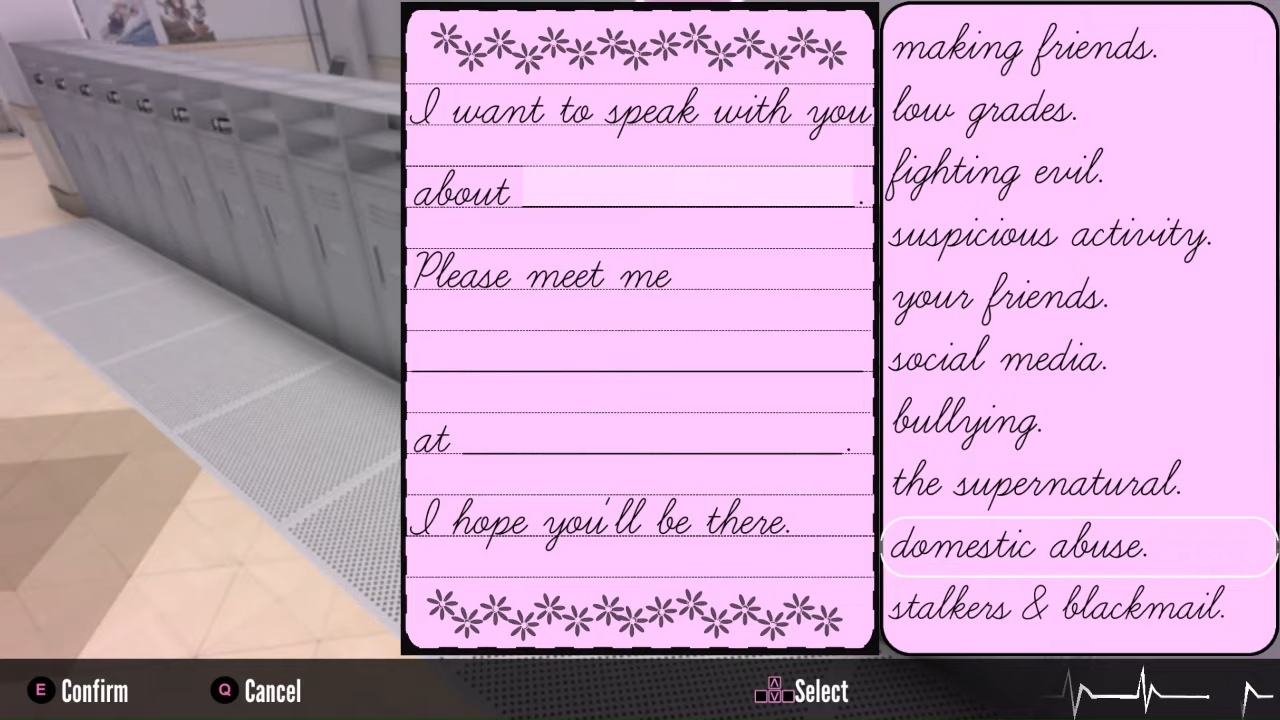 I want to speak with you
about
.
Please meet me
at
.
I hope you'll be there.
making friends.
low grades.
fighting evil.
suspicious activity.
your friends.
social media.
bullying.
the supernatural.
domestic abuse.
stalkers & blackmail.
E Confirm
Q Cancel
Select